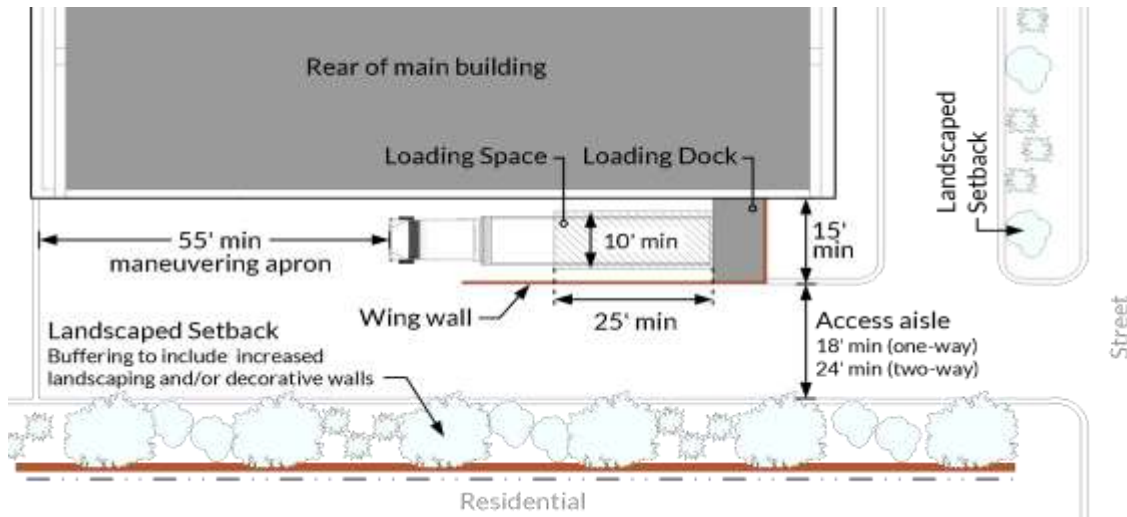 Rear of main building
Loading Space
Loading Dock
Landscaped
Setback
55' min
maneuvering apron
10' min
15'
min
Wing wall
25' min
Landscaped Setback
Buffering to include increased
landscaping and/or decorative walls
Access aisle
18' min (one-way)
24' min (two-way)
Street
Residential